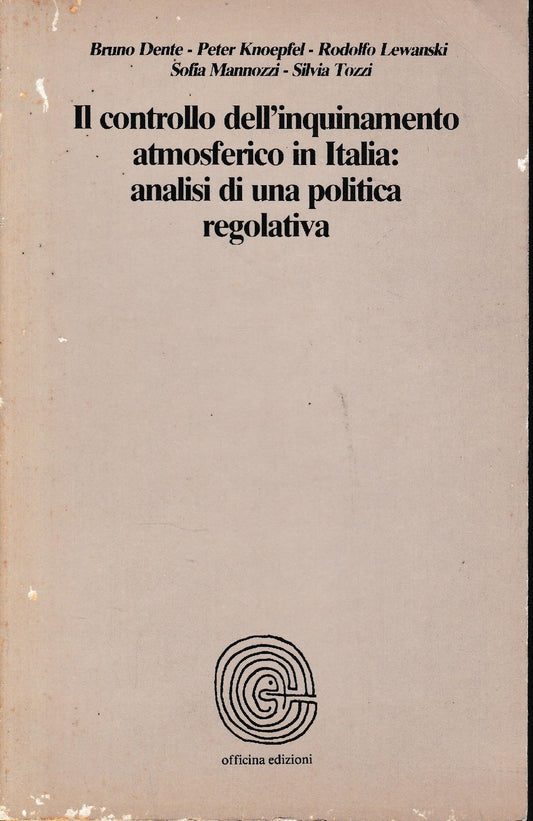 Bruno Dente - Peter Knoepfel - Rodolfo Lewanski
Sofia Mannozzi - Silvia Tozzi
Il controllo dell'inquinamento
atmosferico in Italia:
analisi di una politica
regolativa
officina edizioni